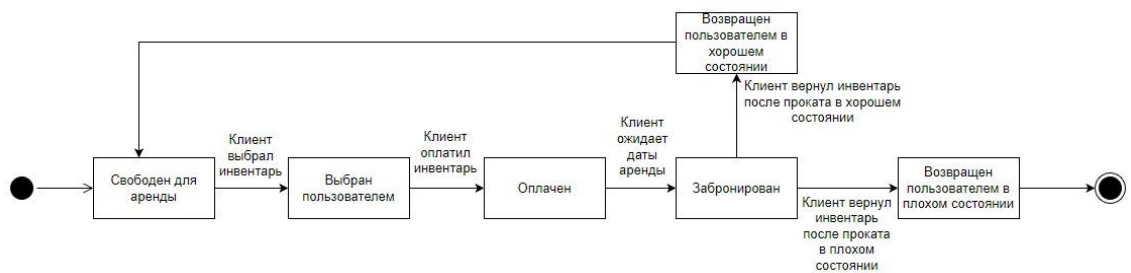 Возвращен
пользователем в
хорошем
состоянии
Клиент вернул инвентарь
после проката в хорошем
состоянии
Клиент
выбрал
инвентарь
Клиент
оплатил
инвентарь
Клиент
ожидает
даты
аренды
Свободен для
аренды
Выбран
пользователем
Оплачен
Забронирован
Возвращен
пользователем в
плохом состоянии
Клиент вернул
инвентарь
после проката
в плохом
состоянии